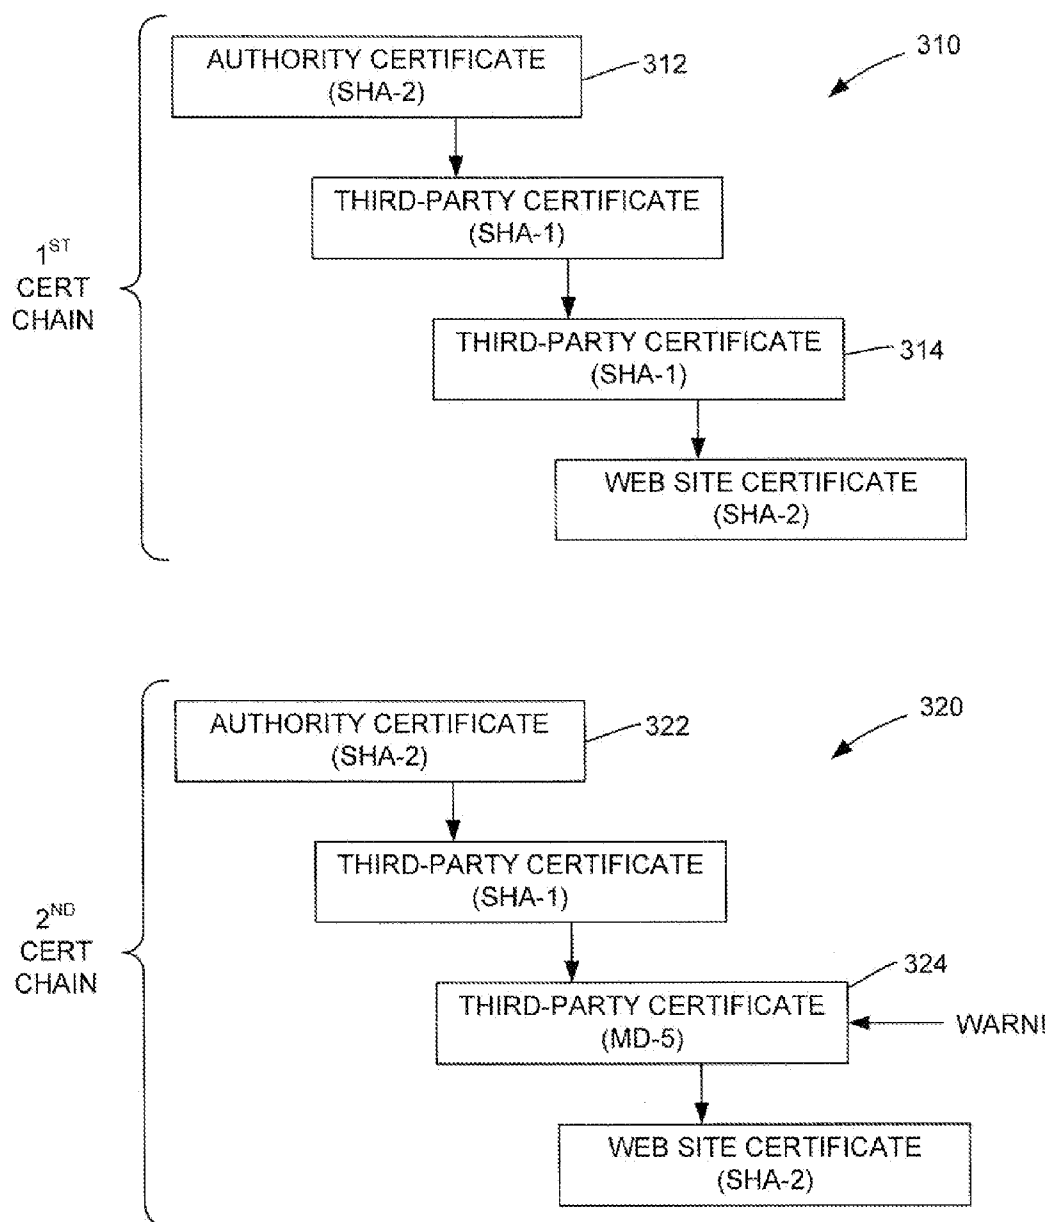 AUTHORITY CERTIFICATE
(SHA-2)
312
310
THIRD-PARTY CERTIFICATE
(SHA-1)
1ST
CERT
CHAIN
THIRD-PARTY CERTIFICATE
(SHA-1)
314
WEB SITE CERTIFICATE
(SHA-2)
AUTHORITY CERTIFICATE
(SHA-2)
322
320
THIRD-PARTY CERTIFICATE
(SHA-1)
2ND
CERT
CHAIN
324
THIRD-PARTY CERTIFICATE
(MD-5)
WARN!
WEB SITE CERTIFICATE
(SHA-2)